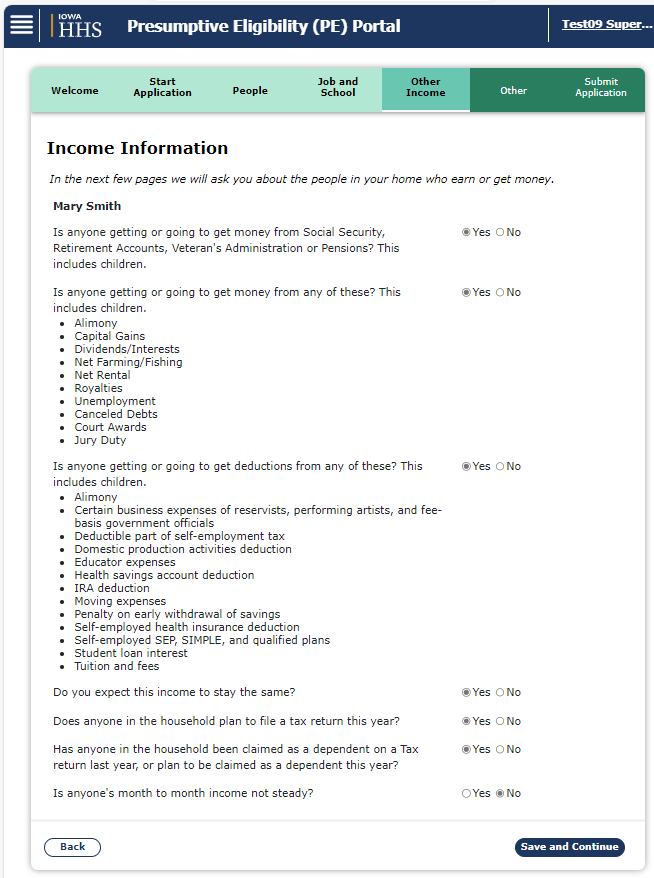 IOWA
HHS
Presumptive Eligibility (PE) Portal
Test09 Super...
Welcome
Start
Application
People
Job and
School
Other
Income
Other
Submit
Application
Income Information
In the next few pages we will ask you about the people in your home who earn or get money.
Mary Smith
Is anyone getting or going to get money from Social Security,
Retirement Accounts, Veteran's Administration or Pensions? This
includes children.
Yes No
Is anyone getting or going to get money from any of these? This
includes children.
Yes No
• Alimony
• Capital Gains
• Dividends/Interests
• Net Farming/Fishing
• Net Rental
• Royalties
• Unemployment
• Canceled Debts
• Court Awards
• Jury Duty
Is anyone getting or going to get deductions from any of these? This
includes children.
Yes No
• Alimony
• Certain business expenses of reservists, performing artists, and fee-
basis government officials
• Deductible part of self-employment tax
• Domestic production activities deduction
• Educator expenses
• Health savings account deduction
• IRA deduction
• Moving expenses
• Penalty on early withdrawal of savings
• Self-employed health insurance deduction
• Self-employed SEP, SIMPLE, and qualified plans
• Student loan interest
• Tuition and fees
Do you expect this income to stay the same? Yes No
Does anyone in the household plan to file a tax return this year? Yes No
Has anyone in the household been claimed as a dependent on a Tax
return last year, or plan to be claimed as a dependent this year?
Yes No
Is anyone's month to month income not steady? Yes No
Back
Save and Continue